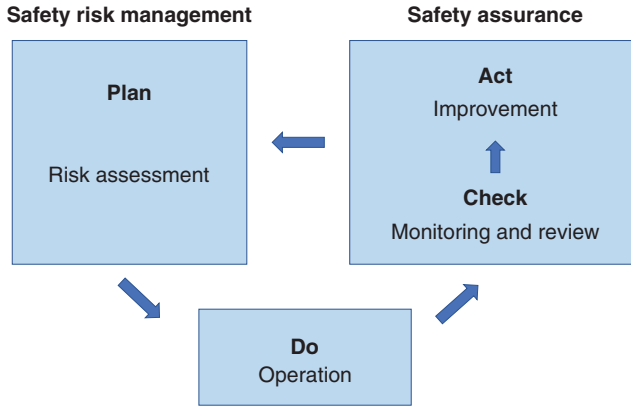 Safety risk management
Safety assurance
Plan
Risk assessment
Act
Improvement
Check
Monitoring and review
Do
Operation